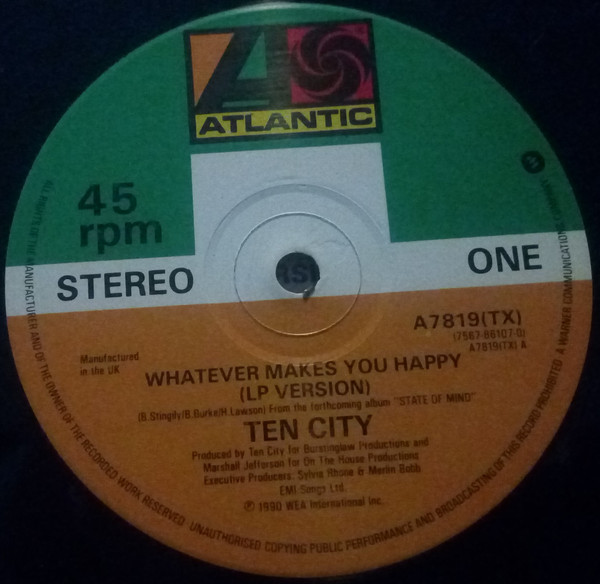 ATLANTIC
45
rpm
STEREO
ONE
A7819(TX)
(7567-86107-0)
A7819(TX) A
Manufactured
in the UK
WHATEVER MAKES YOU HAPPY
(LP VERSION)
(B.Stingily/B.Burke/H.Lawson) From the forthcoming album "STATE OF MIND"
TEN CITY
Produced by Ten City for Burstinglow Productions and
Marshall Jefferson for On The House Productions
Executive Producers: Sylvia Rhone & Merlin Bobb
EMI Songs Ltd.
℗ 1990 WEA International Inc.
ALL RIGHTS OF THE MANUFACTURER AND OF THE OWNER OF THE RECORDED WORK RESERVED UNAUTHORISED COPYING PUBLIC PERFORMANCE AND BROADCASTING OF THIS RECORD PROHIBITED A WARNER COMMUNICATIONS COMPANY